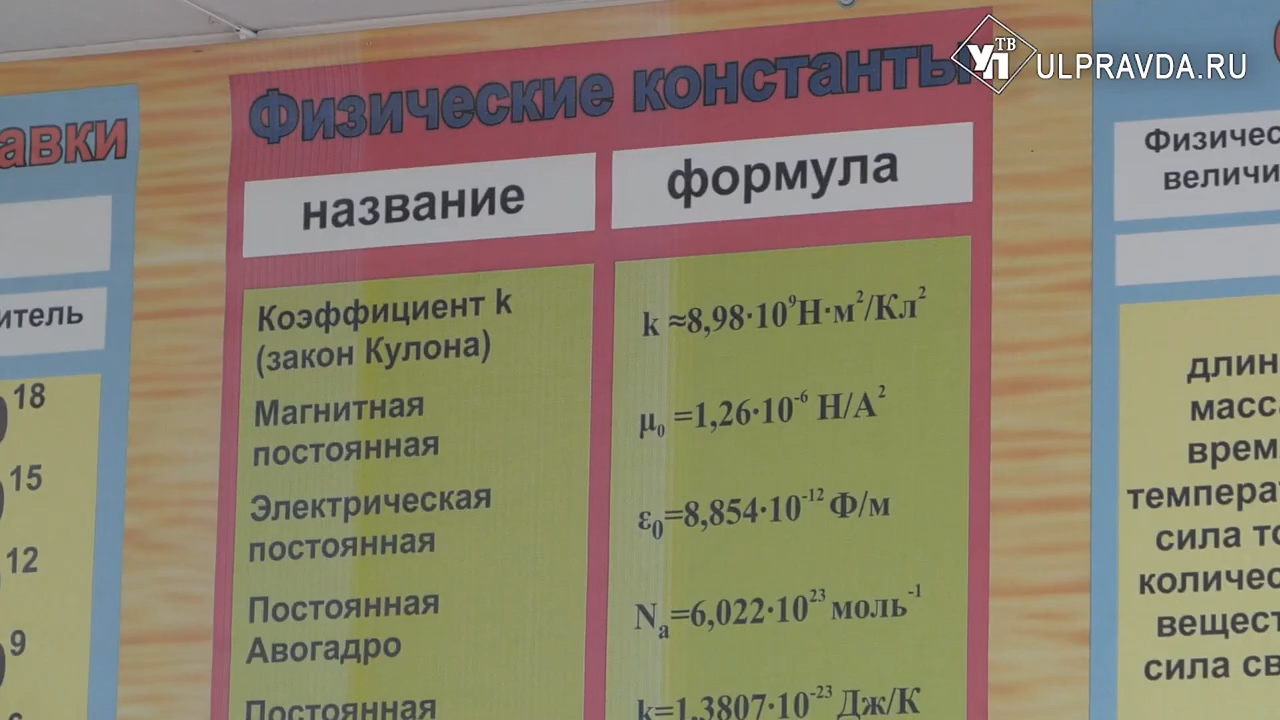 УП ТВ ULPRAVDA.RU
авки
итель
18
15
12
9
Физические константы
название формула
Коэффициент k
(закон Кулона)
k ≈8,98·10⁹Н·м²/Кл²
Магнитная
постоянная
μ₀ =1,26·10⁻⁶ Н/А²
Электрическая
постоянная
ε₀=8,854·10⁻¹² Ф/м
Постоянная
Авогадро
Nₐ=6,022·10²³ моль⁻¹
Постоянная
k=1,3807·10⁻²³ Дж/К
Физичес
величи
длин
масс
врем
темпера
сила то
количес
вещест
сила св